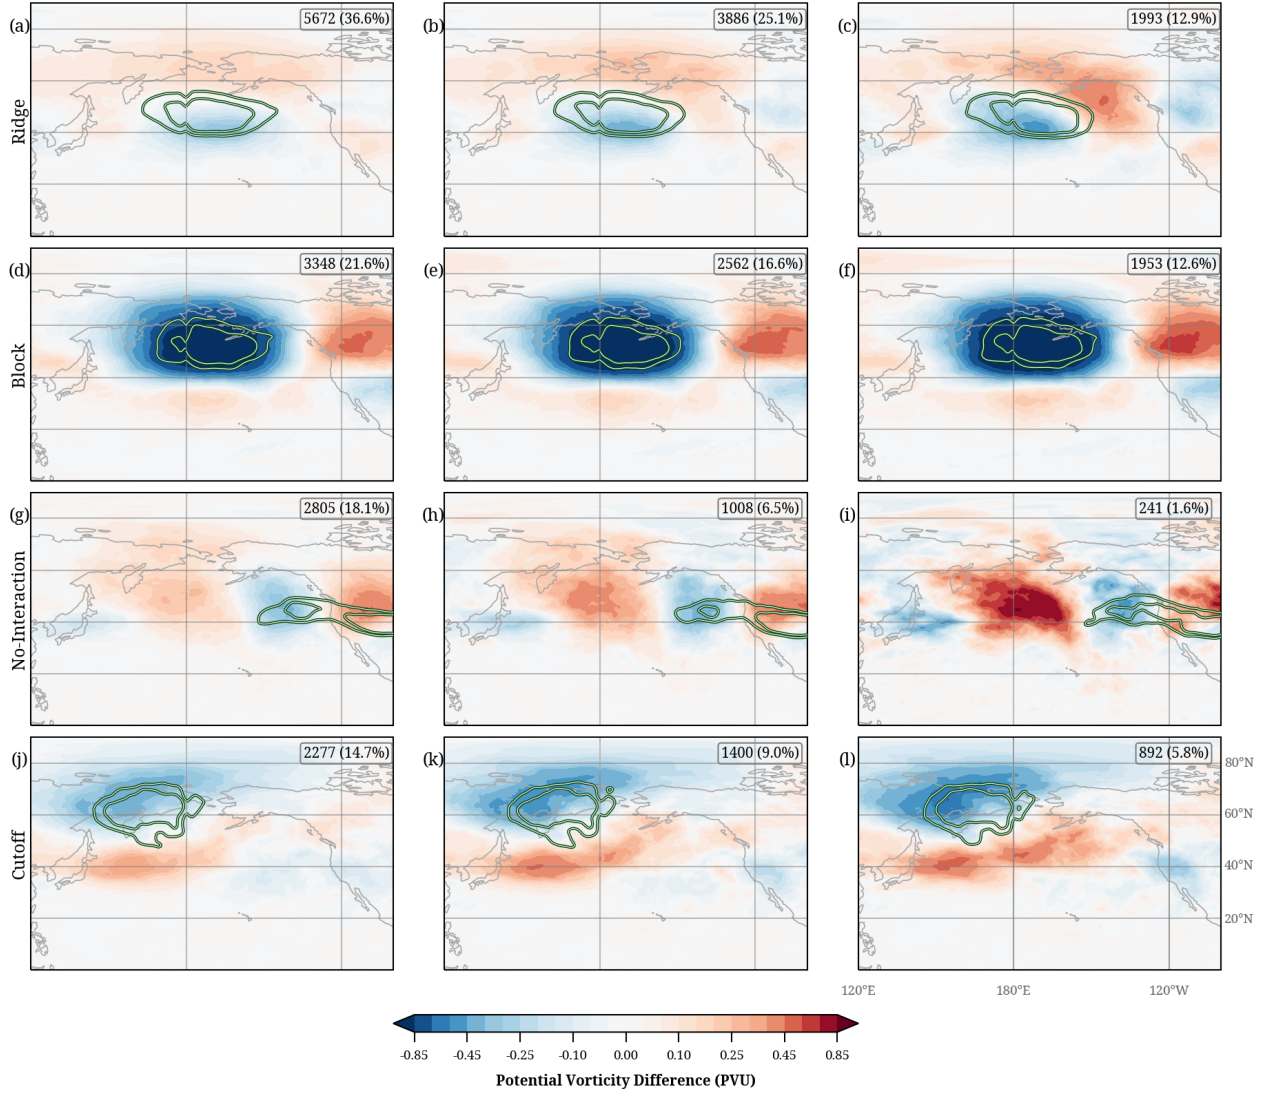 (a)
5672 (36.6%)
(b)
3886 (25.1%)
(c)
1993 (12.9%)
Ridge
(d)
3348 (21.6%)
(e)
2562 (16.6%)
(f)
1953 (12.6%)
Block
(g)
2805 (18.1%)
(h)
1008 (6.5%)
(i)
241 (1.6%)
No-Interaction
(j)
2277 (14.7%)
(k)
1400 (9.0%)
(l)
892 (5.8%)
Cutoff
80°N
60°N
40°N
20°N
120°E 180°E 120°W
-0.85 -0.45 -0.25 -0.10 0.00 0.10 0.25 0.45 0.85
Potential Vorticity Difference (PVU)